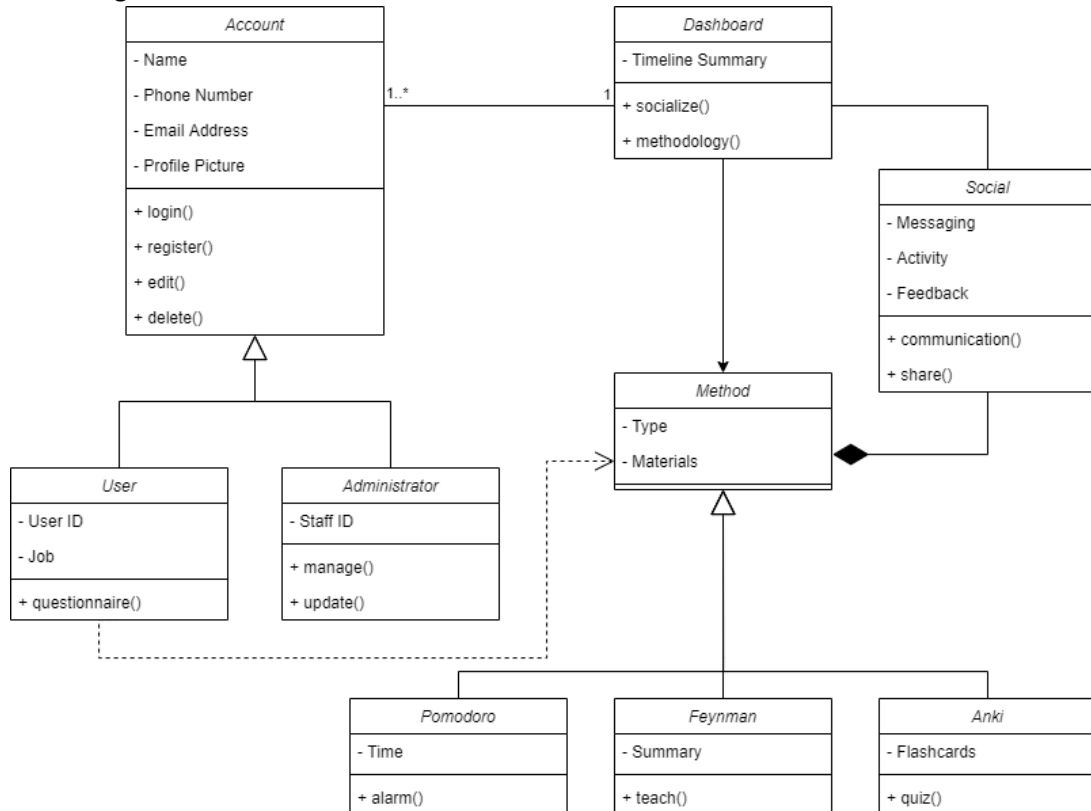 Account
- Name
- Phone Number
- Email Address
- Profile Picture
+ login()
+ register()
+ edit()
+ delete()
1..*
1
Dashboard
- Timeline Summary
+ socialize()
+ methodology()
Social
- Messaging
- Activity
- Feedback
+ communication()
+ share()
Method
- Type
- Materials
User
- User ID
- Job
+ questionnaire()
Administrator
- Staff ID
+ manage()
+ update()
Pomodoro
- Time
+ alarm()
Feynman
- Summary
+ teach()
Anki
- Flashcards
+ quiz()